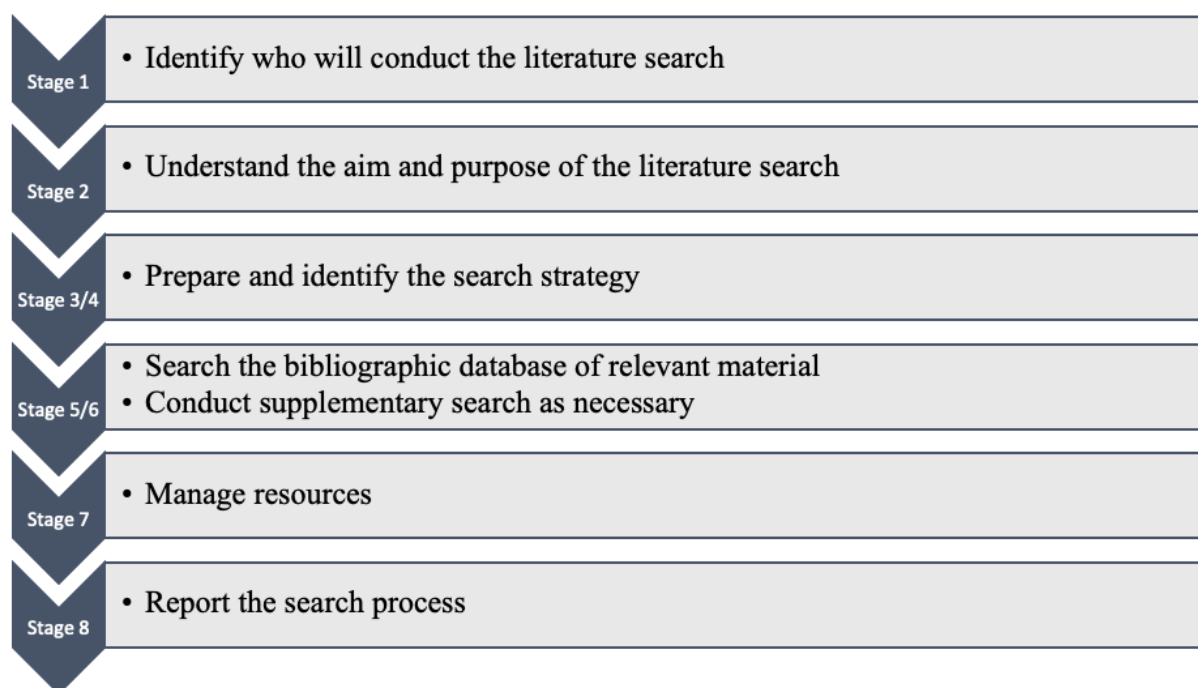 Stage 1
• Identify who will conduct the literature search
Stage 2
• Understand the aim and purpose of the literature search
Stage 3/4
• Prepare and identify the search strategy
Stage 5/6
• Search the bibliographic database of relevant material
• Conduct supplementary search as necessary
Stage 7
• Manage resources
Stage 8
• Report the search process